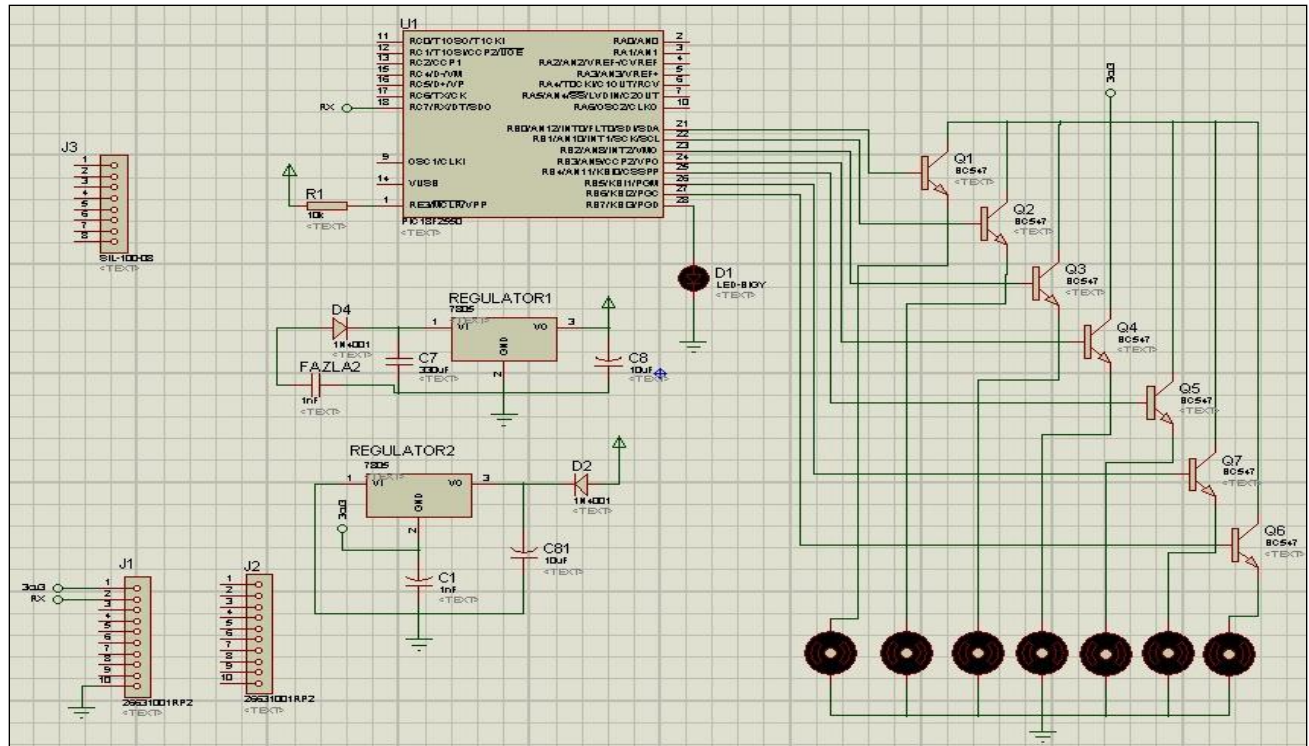 U1
11 RC0/T1OSO/T1CKI
12 RC1/T1OSI/CCP2/UOE
13 RC2/CCP1
15 RC4/D-/VM
16 RC5/D+/VP
17 RC6/TX/CK
18 RC7/RX/DT/SDO
RX
9 OSC1/CLKI
14 VUSB
1 RE3/MCLR/VPP
RA0/AN0 2
RA1/AN1 3
RA2/AN2/VREF-/CVREF 4
RA3/AN3/VREF+ 5
RA4/T0CKI/C1OUT/RCV 6
RA5/AN4/SS/LVDIN/C2OUT 7
RA6/OSC2/CLKO 10
RB0/AN12/INT0/FLT0/SDI/SDA 21
RB1/AN10/INT1/SCK/SCL 22
RB2/AN8/INT2/VMO 23
RB3/AN9/CCP2/VPO 24
RB4/AN11/KBI0/CSSPP 25
RB5/KBI1/PGM 26
RB6/KBI2/PGC 27
RB7/KBI3/PGD 28
PIC18F2550
<TEXT>
R1
10k
<TEXT>
J3
1
2
3
4
5
6
7
8
SIL-100-08
<TEXT>
D1
LED-BIGY
<TEXT>
Q1
BC547
<TEXT>
Q2
BC547
<TEXT>
Q3
BC547
<TEXT>
Q4
BC547
<TEXT>
Q5
BC547
<TEXT>
Q7
BC547
<TEXT>
Q6
BC547
<TEXT>
REGULATOR1
7805
<TEXT>
1 VI VO 3
GND
2
D4
1N4001
<TEXT>
C7
330uF
<TEXT>
FAZLA2
1nF
<TEXT>
C8
10uF
<TEXT>
REGULATOR2
7805
<TEXT>
1 VI VO 3
GND
2
D2
1N4001
<TEXT>
C81
10uF
<TEXT>
C1
1nF
<TEXT>
J1
RX
1
2
3
4
5
6
7
8
9
10
26631001RP2
<TEXT>
J2
1
2
3
4
5
6
7
8
9
10
26631001RP2
<TEXT>